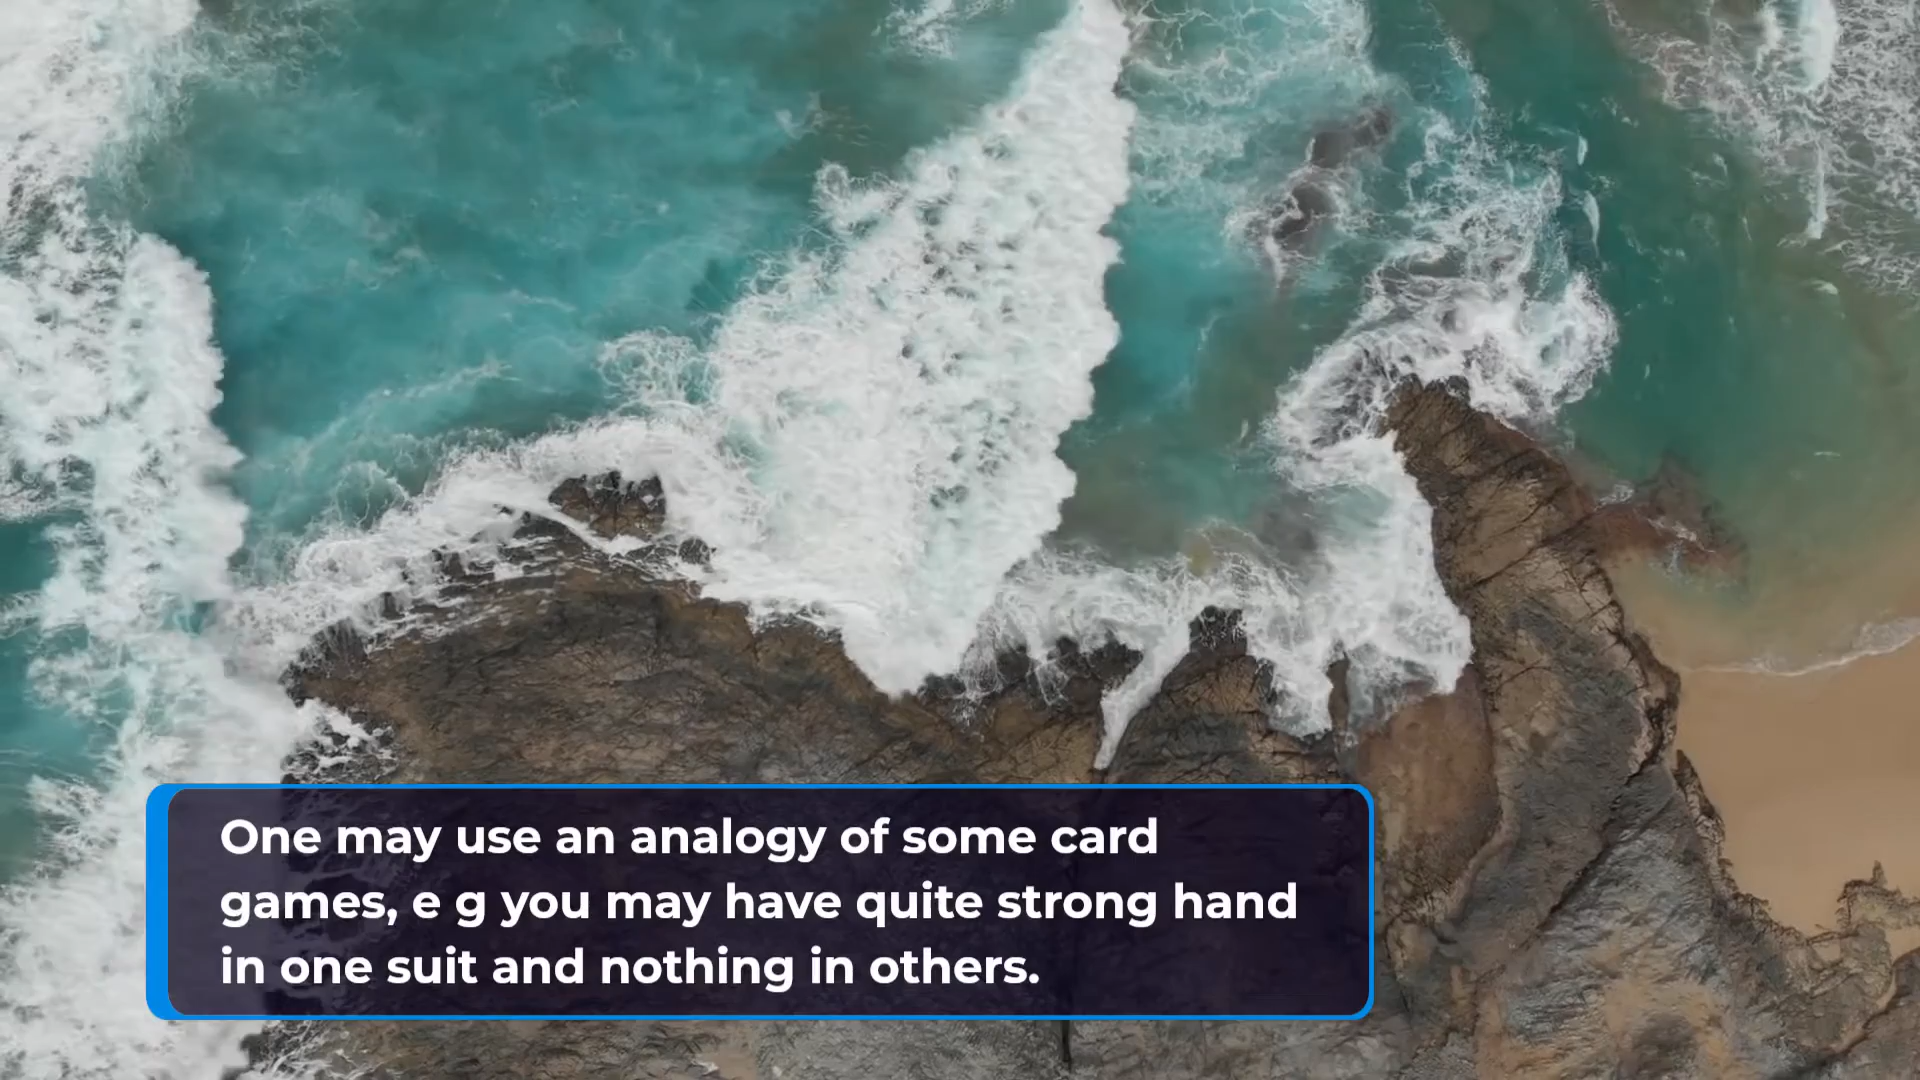 One may use an analogy of some card
games, e g you may have quite strong hand
in one suit and nothing in others.